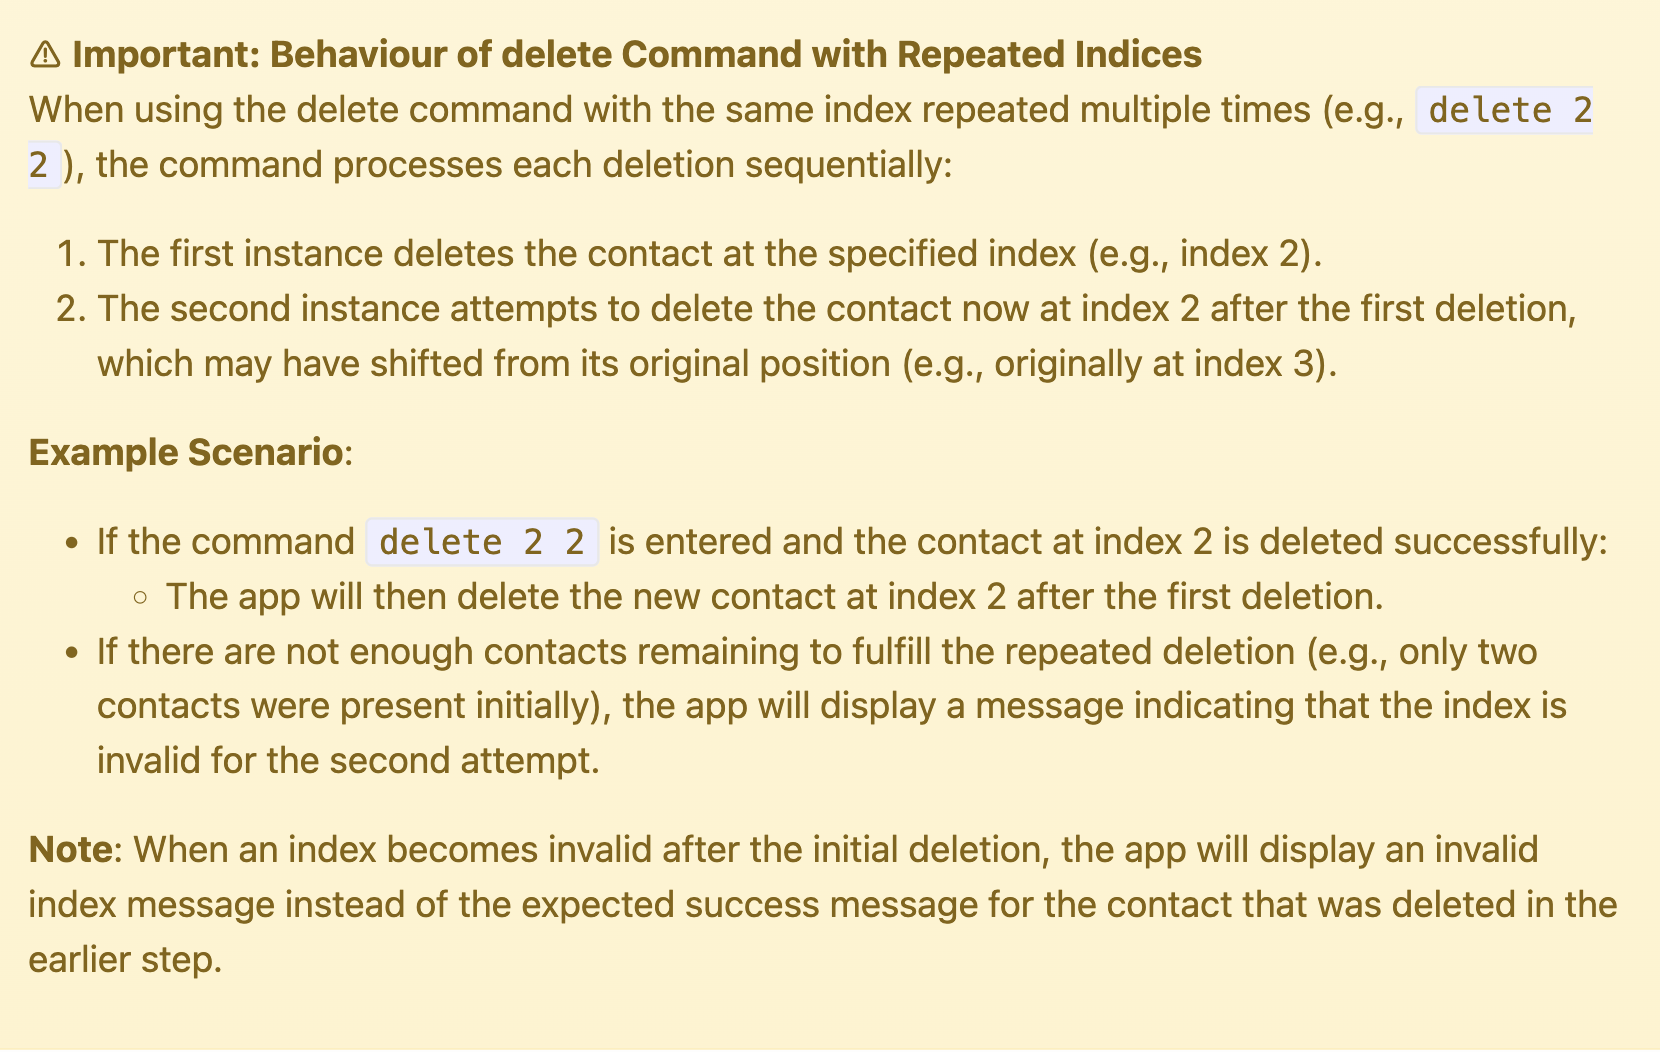 ⚠ Important: Behaviour of delete Command with Repeated Indices
When using the delete command with the same index repeated multiple times (e.g., delete 2
2 ), the command processes each deletion sequentially:
1. The first instance deletes the contact at the specified index (e.g., index 2).
2. The second instance attempts to delete the contact now at index 2 after the first deletion,
which may have shifted from its original position (e.g., originally at index 3).
Example Scenario:
• If the command delete 2 2 is entered and the contact at index 2 is deleted successfully:
○ The app will then delete the new contact at index 2 after the first deletion.
• If there are not enough contacts remaining to fulfill the repeated deletion (e.g., only two
contacts were present initially), the app will display a message indicating that the index is
invalid for the second attempt.
Note: When an index becomes invalid after the initial deletion, the app will display an invalid
index message instead of the expected success message for the contact that was deleted in the
earlier step.